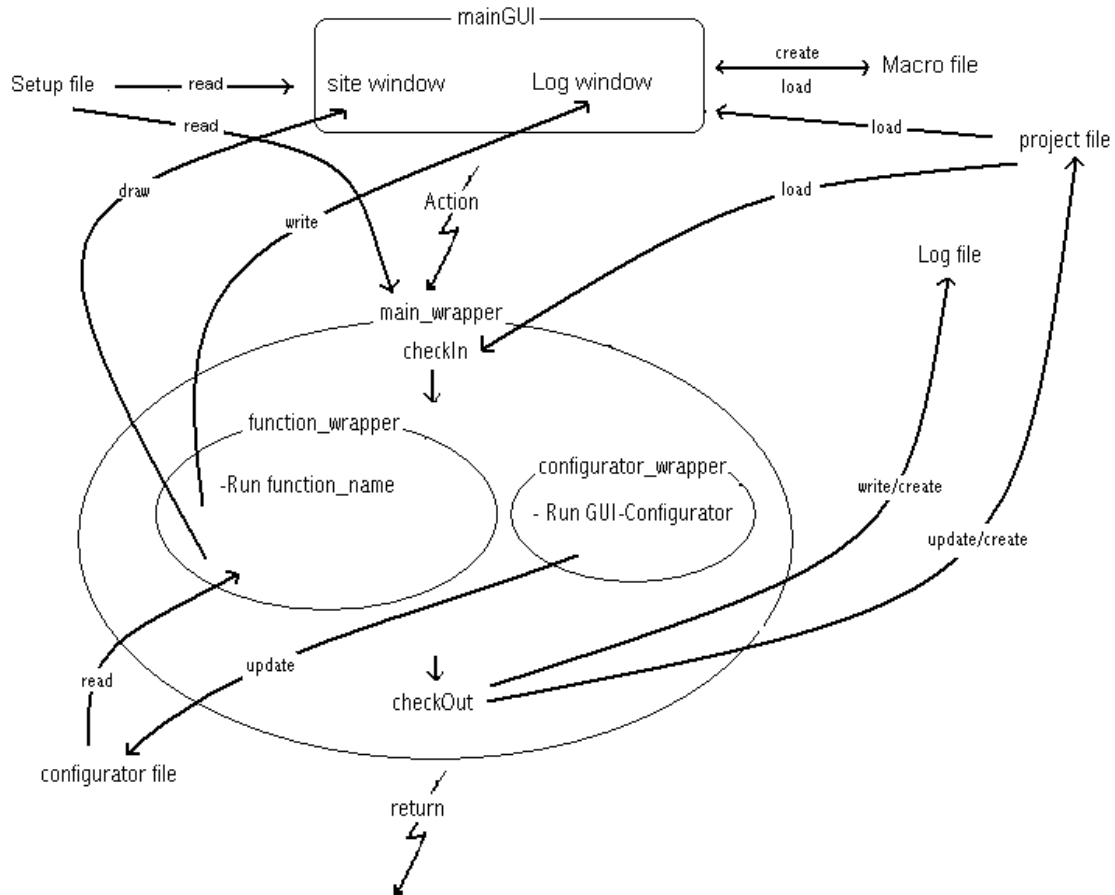 mainGUI
create
Setup file
read
site window
Log window
Macro file
load
read
load
project file
draw
Action
load
write
Log file
main_wrapper
checkIn
function_wrapper
configurator_wrapper
-Run function_name
write/create
- Run GUI-Configurator
update/create
update
read
checkOut
configurator file
return